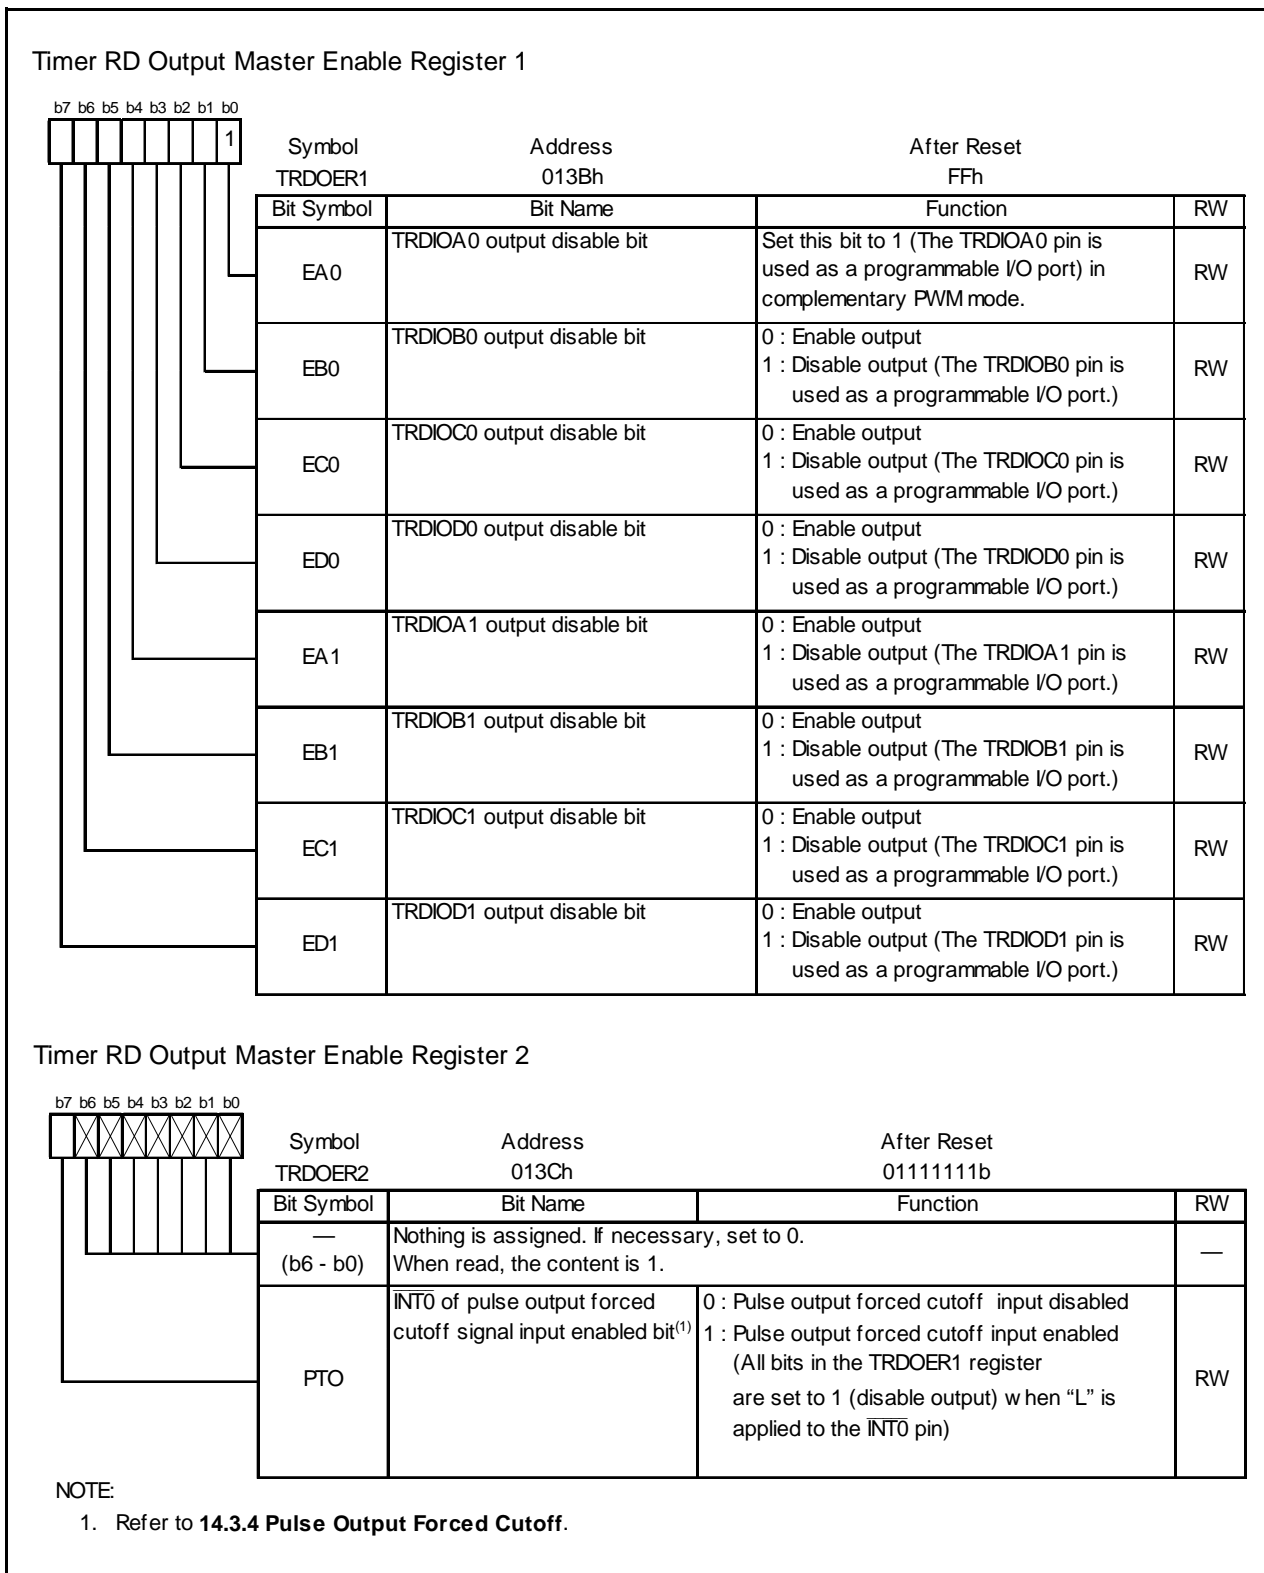 Timer RD Output Master Enable Register 1
b7 b6 b5 b4 b3 b2 b1 b0
1
Symbol Address After Reset
TRDOER1 013Bh FFh
Bit Symbol Bit Name Function RW
EA0 TRDIOA0 output disable bit Set this bit to 1 (The TRDIOA0 pin is
used as a programmable I/O port) in
complementary PWM mode. RW
EB0 TRDIOB0 output disable bit 0 : Enable output
1 : Disable output (The TRDIOB0 pin is
used as a programmable I/O port.) RW
EC0 TRDIOC0 output disable bit 0 : Enable output
1 : Disable output (The TRDIOC0 pin is
used as a programmable I/O port.) RW
ED0 TRDIOD0 output disable bit 0 : Enable output
1 : Disable output (The TRDIOD0 pin is
used as a programmable I/O port.) RW
EA1 TRDIOA1 output disable bit 0 : Enable output
1 : Disable output (The TRDIOA1 pin is
used as a programmable I/O port.) RW
EB1 TRDIOB1 output disable bit 0 : Enable output
1 : Disable output (The TRDIOB1 pin is
used as a programmable I/O port.) RW
EC1 TRDIOC1 output disable bit 0 : Enable output
1 : Disable output (The TRDIOC1 pin is
used as a programmable I/O port.) RW
ED1 TRDIOD1 output disable bit 0 : Enable output
1 : Disable output (The TRDIOD1 pin is
used as a programmable I/O port.) RW
Timer RD Output Master Enable Register 2
b7 b6 b5 b4 b3 b2 b1 b0
Symbol Address After Reset
TRDOER2 013Ch 01111111b
Bit Symbol Bit Name Function RW
— Nothing is assigned. If necessary, set to 0.
(b6 - b0) When read, the content is 1. —
PTO I̅N̅T̅0̅ of pulse output forced
cutoff signal input enabled bit(1)
0 : Pulse output forced cutoff input disabled
1 : Pulse output forced cutoff input enabled
(All bits in the TRDOER1 register
are set to 1 (disable output) when “L” is
applied to the I̅N̅T̅0̅ pin) RW
NOTE:
1. Refer to 14.3.4 Pulse Output Forced Cutoff.